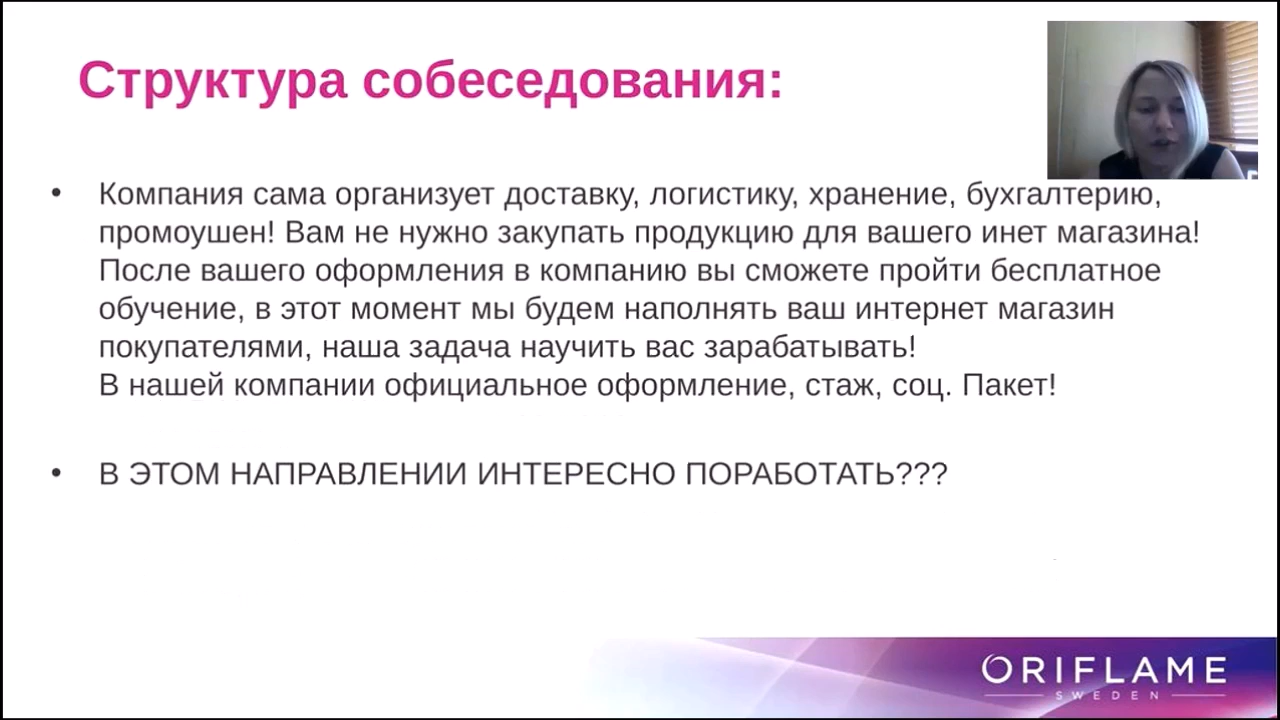 Структура собеседования:
• Компания сама организует доставку, логистику, хранение, бухгалтерию,
промоушен! Вам не нужно закупать продукцию для вашего инет магазина!
После вашего оформления в компанию вы сможете пройти бесплатное
обучение, в этот момент мы будем наполнять ваш интернет магазин
покупателями, наша задача научить вас зарабатывать!
В нашей компании официальное оформление, стаж, соц. Пакет!
• В ЭТОМ НАПРАВЛЕНИИ ИНТЕРЕСНО ПОРАБОТАТЬ???
ORIFLAME
SWEDEN